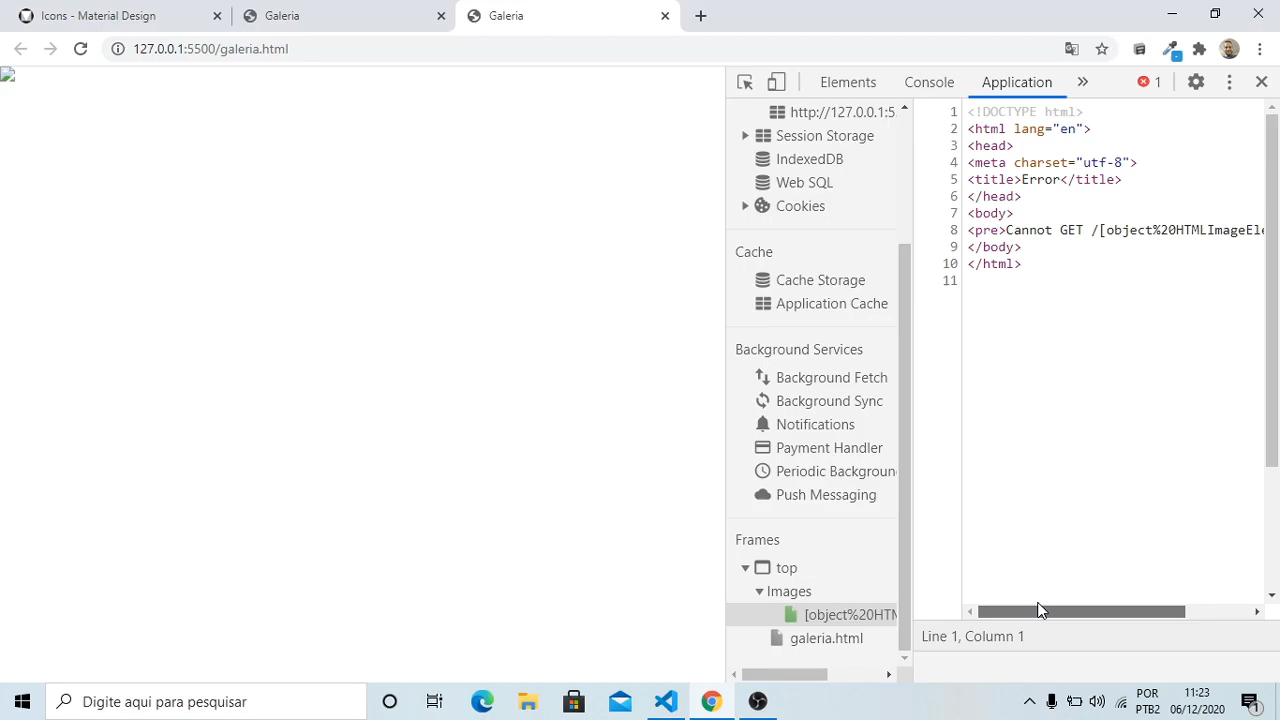 Icons - Material Design
Galeria
Galeria
127.0.0.1:5500/galeria.html
Elements
Console
Application
1
http://127.0.0.1:5
Session Storage
IndexedDB
Web SQL
Cookies
Cache
Cache Storage
Application Cache
Background Services
Background Fetch
Background Sync
Notifications
Payment Handler
Periodic Backgroun
Push Messaging
Frames
top
Images
[object%20HTM
galeria.html
1 <!DOCTYPE html>
2 <html lang="en">
3 <head>
4 <meta charset="utf-8">
5 <title>Error</title>
6 </head>
7 <body>
8 <pre>Cannot GET /[object%20HTMLImageEle
9 </body>
10 </html>
11
Line 1, Column 1
Digite aqui para pesquisar
POR
PTB2
11:23
06/12/2020
1